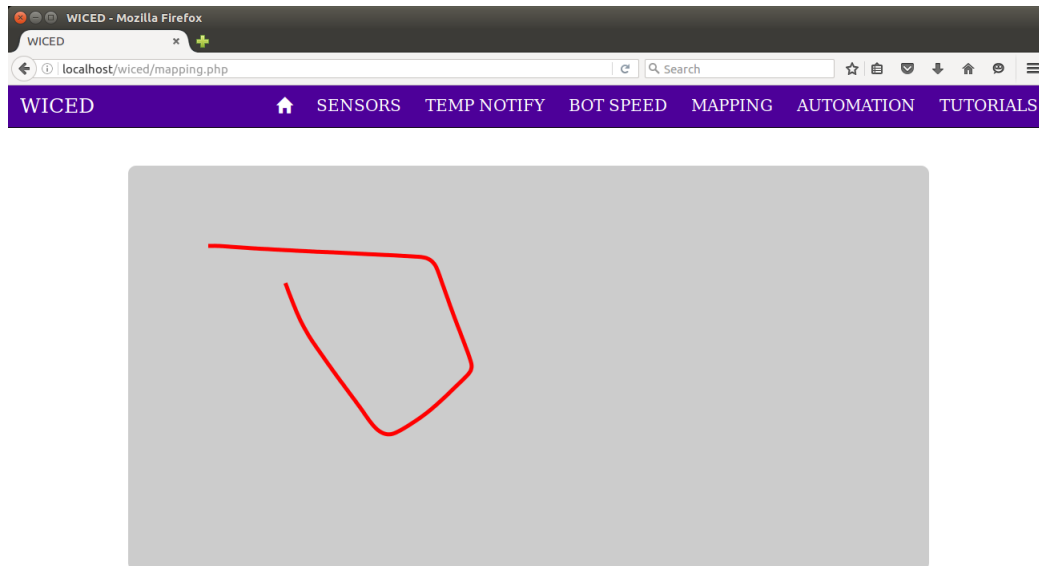 WICED - Mozilla Firefox
WICED
localhost/wiced/mapping.php
Search
WICED SENSORS TEMP NOTIFY BOT SPEED MAPPING AUTOMATION TUTORIALS